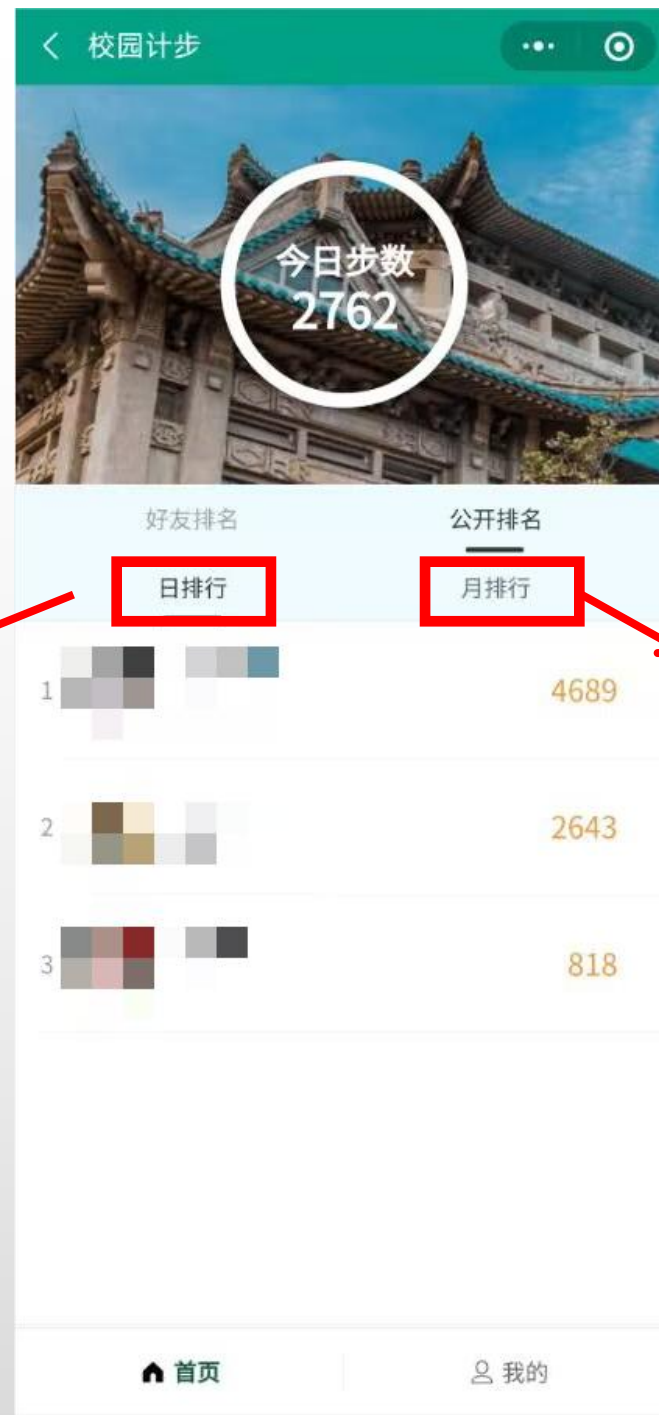 校园计步
今日步数
2762
好友排名 公开排名
日排行 月排行
1 4689
2 2643
3 818
首页 我的